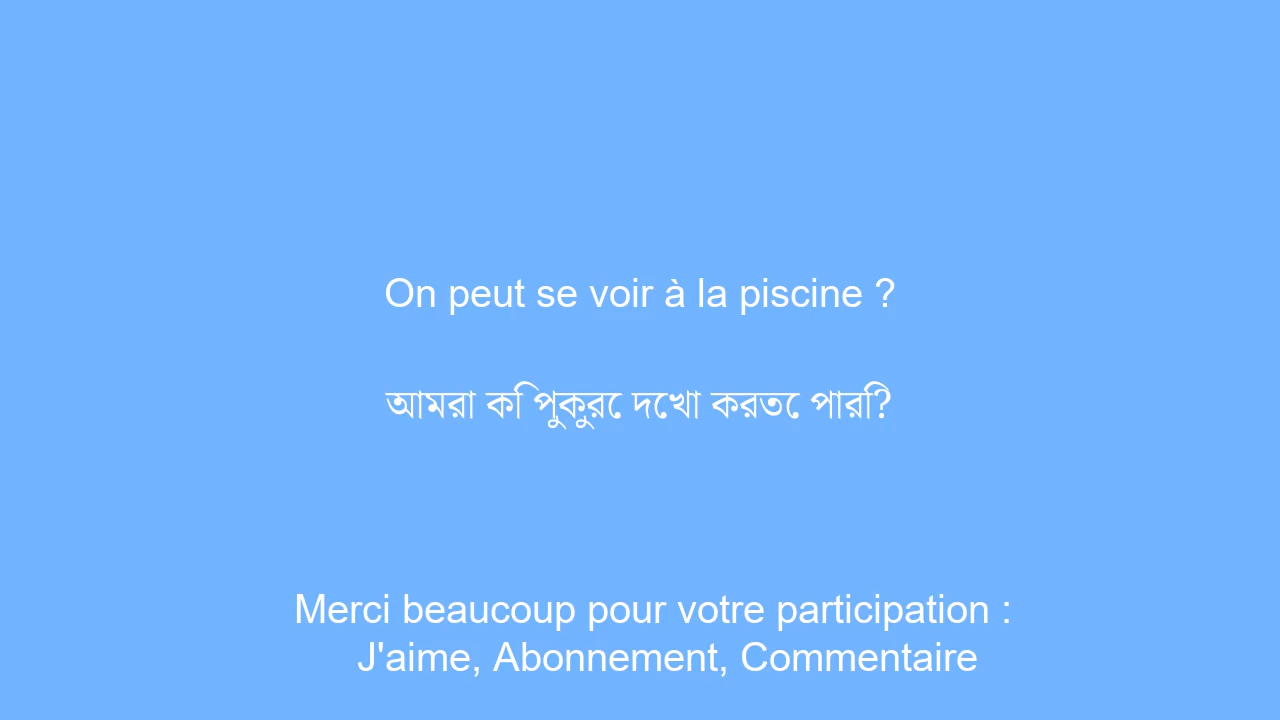 On peut se voir à la piscine ?
আমরা কি পুকুরে দেখা করতে পারি?
Merci beaucoup pour votre participation :
J'aime, Abonnement, Commentaire